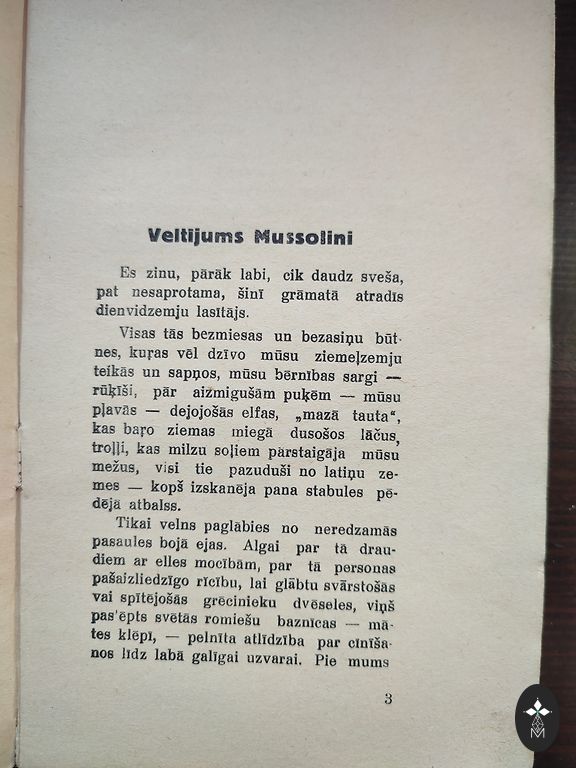 Veltijums Mussolini
Es zinu, pārāk labi, cik daudz sveša,
pat nesaprotama, šinī grāmatā atradīs
dienvidzemju lasītājs.
Visas tās bezmiesas un bezasiņu būt-
nes, kuŗas vēl dzīvo mūsu ziemeļzemju
teikās un sapņos, mūsu bērnības sargi —
rūķīši, pār aizmigušām puķēm — mūsu
pļavās — dejojošās elfas, „mazā tauta“,
kas baŗo ziemas miegā dusošos lāčus,
troļļi, kas milzu soļiem pārstaigāja mūsu
mežus, visi tie pazuduši no latiņu ze-
mes — kopš izskanēja pana stabules pē-
dējā atbalss.
Tikai velns paglābies no neredzamās
pasaules bojā ejas. Algai par tā drau-
diem ar elles mocībām, par tā personas
pašaizliedzīgo rīcību, lai glābtu svārstošās
vai spītējošās grēcinieku dvēseles, viņš
pas'ēpts svētās romiešu baznīcas — mā-
tes klēpī, — pelnīta atlīdzība par cīnīša-
nos līdz labā galīgai uzvarai. Pie mums
3
M